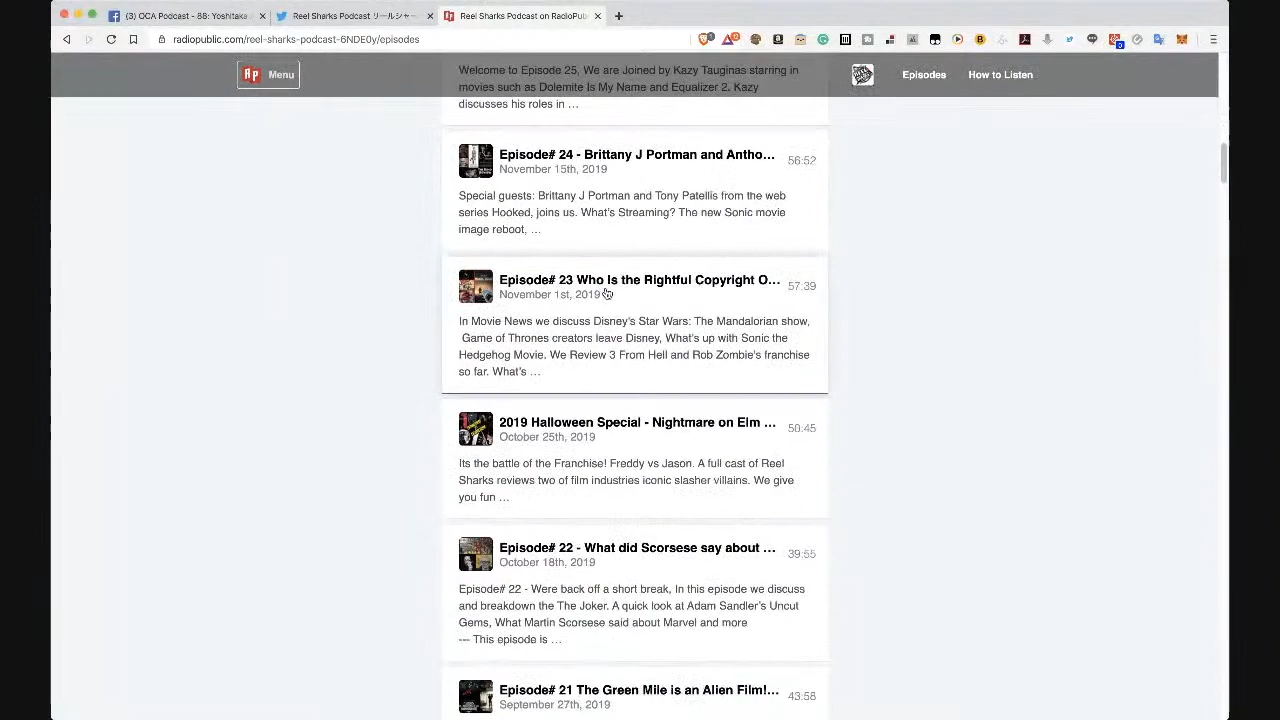 (3) OCA Podcast - 88: Yoshitaka
Reel Sharks Podcast リールシャー
Reel Sharks Podcast on RadioPub
radiopublic.com/reel-sharks-podcast-6NDE0y/episodes
Menu
Episodes
How to Listen
Welcome to Episode 25, We are Joined by Kazy Tauginas starring in
movies such as Dolemite Is My Name and Equalizer 2. Kazy
discusses his roles in …
Episode# 24 - Brittany J Portman and Antho...
56:52
November 15th, 2019
Special guests: Brittany J Portman and Tony Patellis from the web
series Hooked, joins us. What's Streaming? The new Sonic movie
image reboot, …
Episode# 23 Who Is the Rightful Copyright O...
57:39
November 1st, 2019
In Movie News we discuss Disney's Star Wars: The Mandalorian show,
Game of Thrones creators leave Disney, What's up with Sonic the
Hedgehog Movie. We Review 3 From Hell and Rob Zombie's franchise
so far. What's …
2019 Halloween Special - Nightmare on Elm ...
50:45
October 25th, 2019
Its the battle of the Franchise! Freddy vs Jason. A full cast of Reel
Sharks reviews two of film industries iconic slasher villains. We give
you fun …
Episode# 22 - What did Scorsese say about ...
39:55
October 18th, 2019
Episode# 22 - Were back off a short break, In this episode we discuss
and breakdown the The Joker. A quick look at Adam Sandler's Uncut
Gems, What Martin Scorsese said about Marvel and more
--- This episode is …
Episode# 21 The Green Mile is an Alien Film!...
43:58
September 27th, 2019